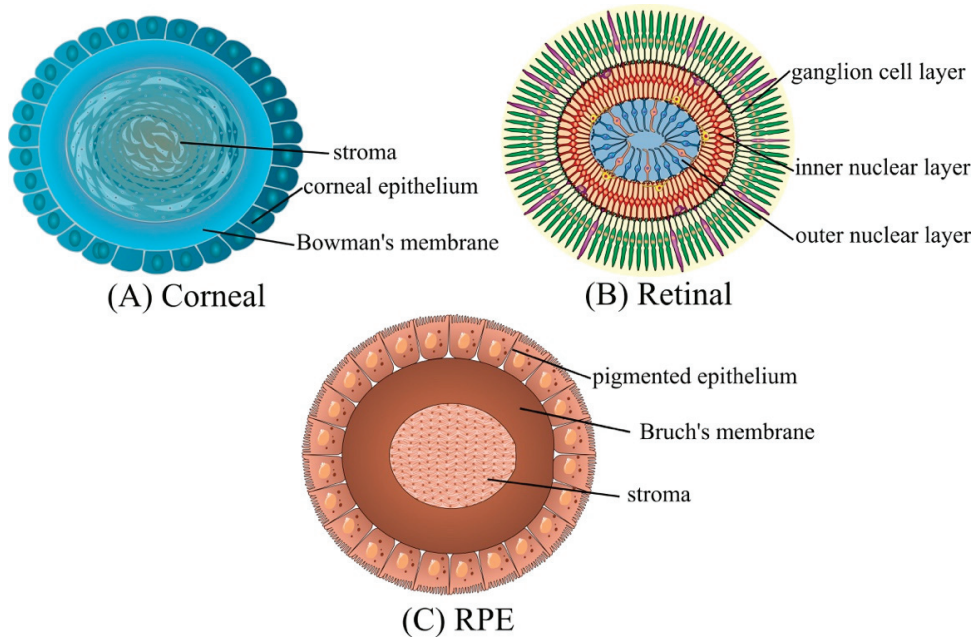 stroma
corneal epithelium
Bowman's membrane
(A) Corneal
ganglion cell layer
inner nuclear layer
outer nuclear layer
(B) Retinal
pigmented epithelium
Bruch's membrane
stroma
(C) RPE